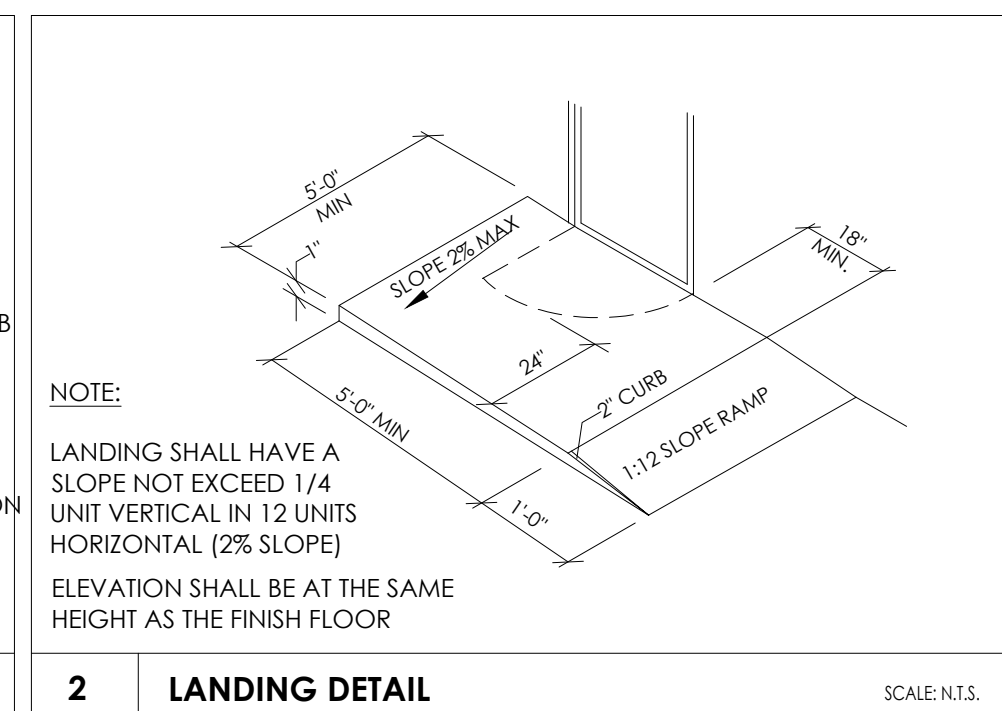 5'-0"
MIN
1"
SLOPE 2% MAX
18"
MIN.
24"
2" CURB
5'-0" MIN
1:12 SLOPE RAMP
1'-0"
B
ON
NOTE:
LANDING SHALL HAVE A
SLOPE NOT EXCEED 1/4
UNIT VERTICAL IN 12 UNITS
HORIZONTAL (2% SLOPE)
ELEVATION SHALL BE AT THE SAME
HEIGHT AS THE FINISH FLOOR
2
LANDING DETAIL
SCALE: N.T.S.